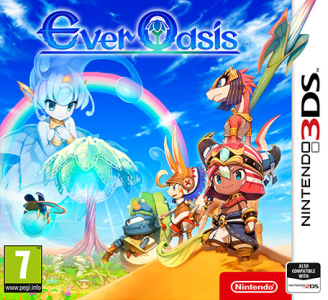 Ever Oasis
NINTENDO 3DS
7
www.pegi.info
Nintendo
ALSO
COMPATIBLE
WITH
NINTENDO 2DS